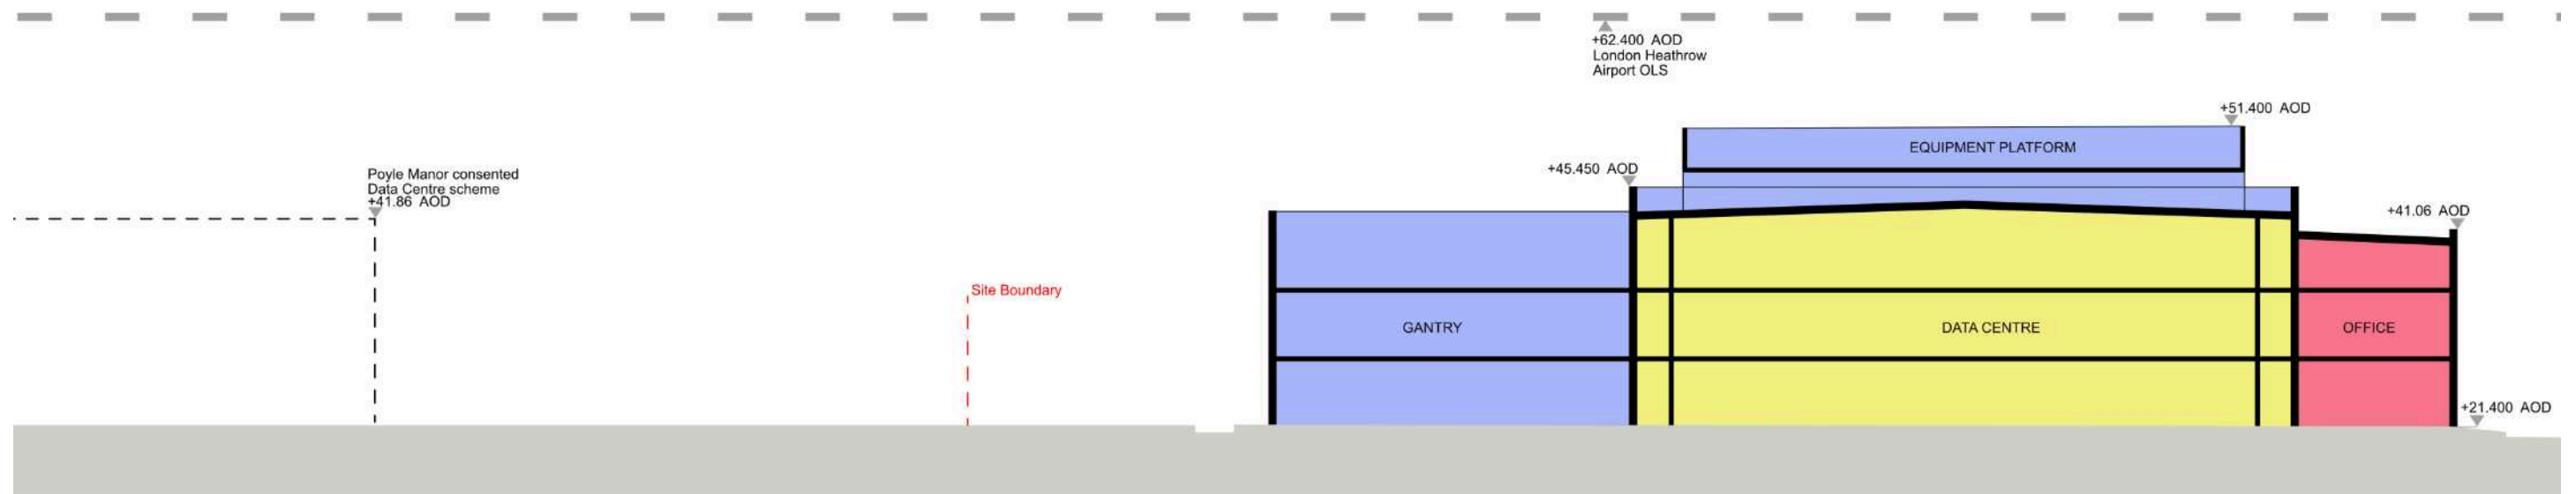 +62.400 AOD
London Heathrow
Airport OLS
+51.400 AOD
EQUIPMENT PLATFORM
+45.450 AOD
Poyle Manor consented
Data Centre scheme
+41.86 AOD
+41.06 AOD
Site Boundary
GANTRY
DATA CENTRE
OFFICE
+21.400 AOD